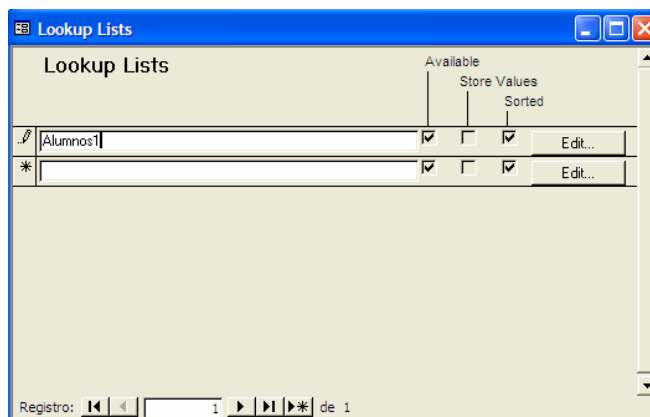 Lookup Lists
Lookup Lists
Available
Store Values
Sorted
Alumnos1
Edit...
Edit...
Registro: 1 de 1